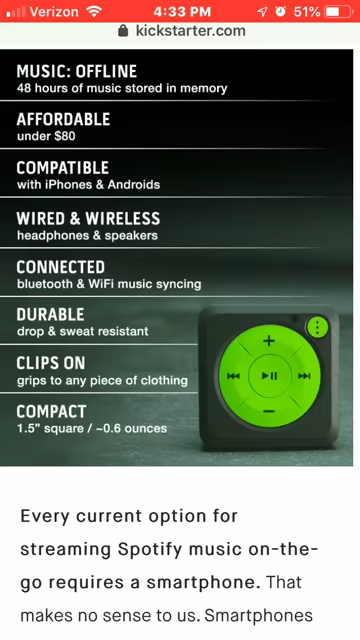 Verizon 4:33 PM 51%
kickstarter.com
MUSIC: OFFLINE
48 hours of music stored in memory
AFFORDABLE
under $80
COMPATIBLE
with iPhones & Androids
WIRED & WIRELESS
headphones & speakers
CONNECTED
bluetooth & WiFi music syncing
DURABLE
drop & sweat resistant
CLIPS ON
grips to any piece of clothing
COMPACT
1.5" square / ~0.6 ounces
Every current option for
streaming Spotify music on-the-
go requires a smartphone. That
makes no sense to us. Smartphones